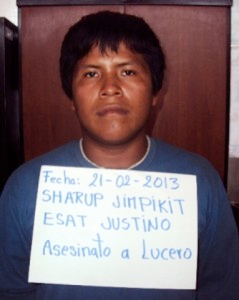 Fecha: 21-02-2013
SHARUP JIMPIKIT
ESAT JUSTINO
Asesinato a Lucero